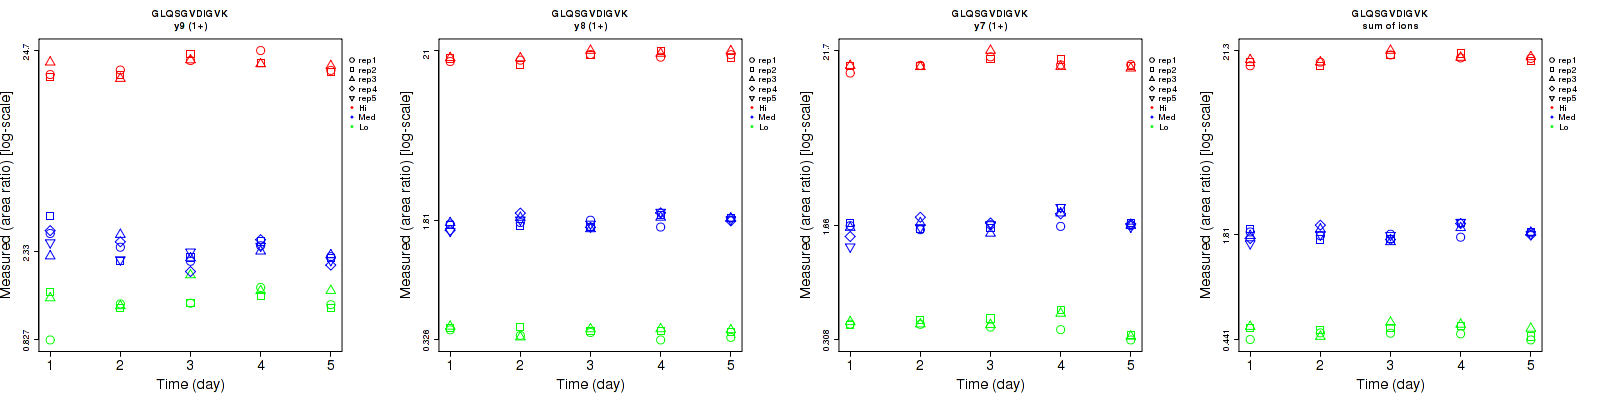 GLQSGVDIGVK
y9 (1+)
Measured (area ratio) [log-scale]
24.7
2.33
0.827
1 2 3 4 5
Time (day)
rep1
rep2
rep3
rep4
rep5
Hi
Med
Lo
GLQSGVDIGVK
y8 (1+)
Measured (area ratio) [log-scale]
21
1.81
0.326
1 2 3 4 5
Time (day)
rep1
rep2
rep3
rep4
rep5
Hi
Med
Lo
GLQSGVDIGVK
y7 (1+)
Measured (area ratio) [log-scale]
21.7
1.66
0.308
1 2 3 4 5
Time (day)
rep1
rep2
rep3
rep4
rep5
Hi
Med
Lo
GLQSGVDIGVK
sum of ions
Measured (area ratio) [log-scale]
21.3
1.81
0.441
1 2 3 4 5
Time (day)
rep1
rep2
rep3
rep4
rep5
Hi
Med
Lo